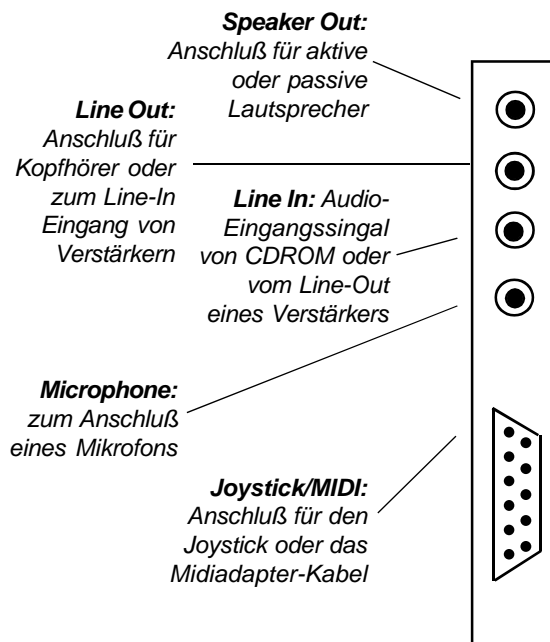 Speaker Out:
Anschluß für aktive
oder passive
Lautsprecher
Line Out:
Anschluß für
Kopfhörer oder
zum Line-In
Eingang von
Verstärkern
Line In: Audio-
Eingangssingal
von CDROM oder
vom Line-Out
eines Verstärkers
Microphone:
zum Anschluß
eines Mikrofons
Joystick/MIDI:
Anschluß für den
Joystick oder das
Midiadapter-Kabel